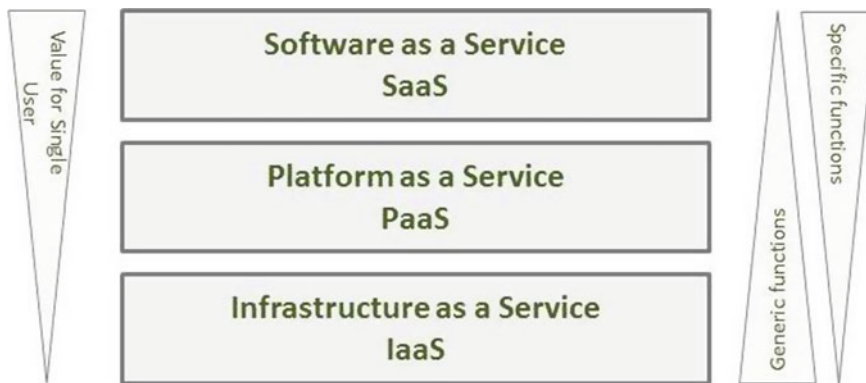 Value for Single
User
Software as a Service
SaaS
Platform as a Service
PaaS
Infrastructure as a Service
IaaS
Generic functions
Specific functions